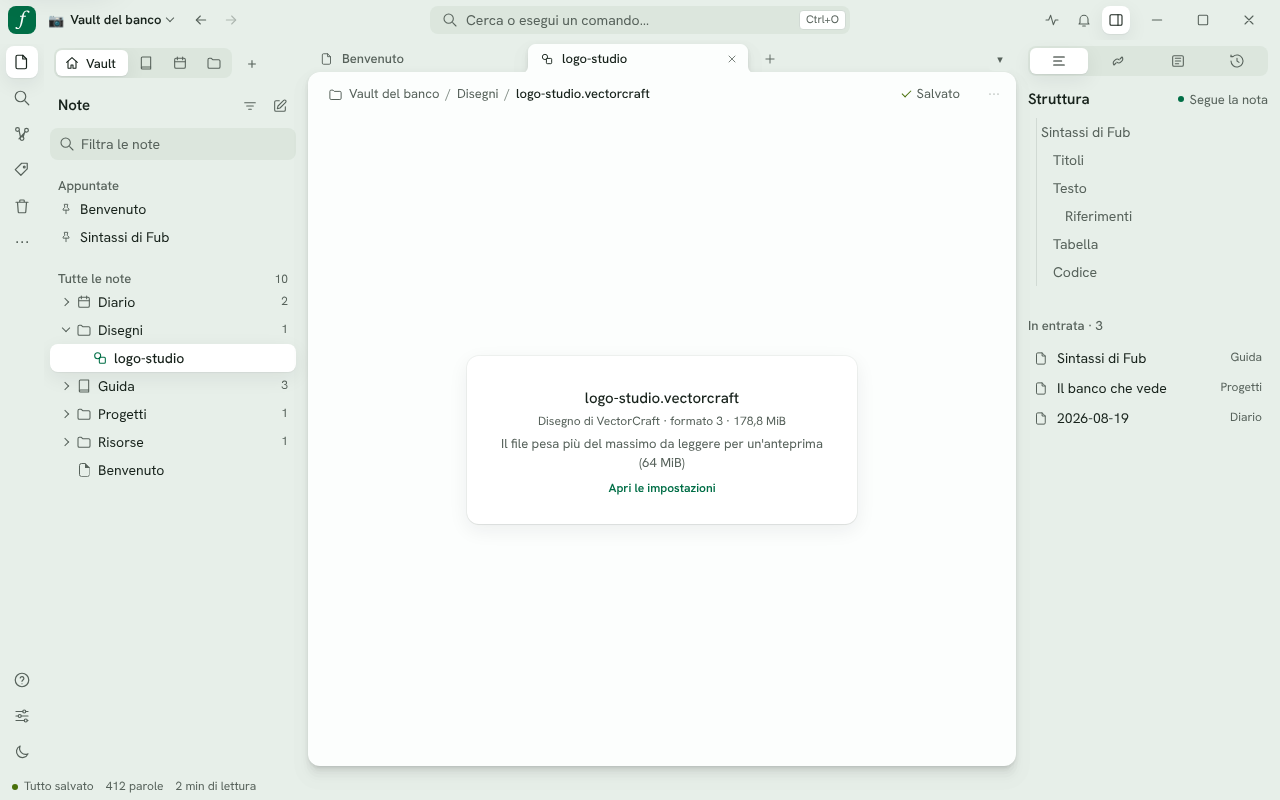 f
Vault del banco
Cerca o esegui un comando...
Ctrl+O
Vault
Note
Filtra le note
Appuntate
Benvenuto
Sintassi di Fub
Tutte le note 10
Diario 2
Disegni 1
logo-studio
Guida 3
Progetti 1
Risorse 1
Benvenuto
Tutto salvato 412 parole 2 min di lettura
Benvenuto
logo-studio
Vault del banco / Disegni / logo-studio.vectorcraft
Salvato
logo-studio.vectorcraft
Disegno di VectorCraft · formato 3 · 178,8 MiB
Il file pesa più del massimo da leggere per un'anteprima
(64 MiB)
Apri le impostazioni
Struttura
Segue la nota
Sintassi di Fub
Titoli
Testo
Riferimenti
Tabella
Codice
In entrata · 3
Sintassi di Fub Guida
Il banco che vede Progetti
2026-08-19 Diario